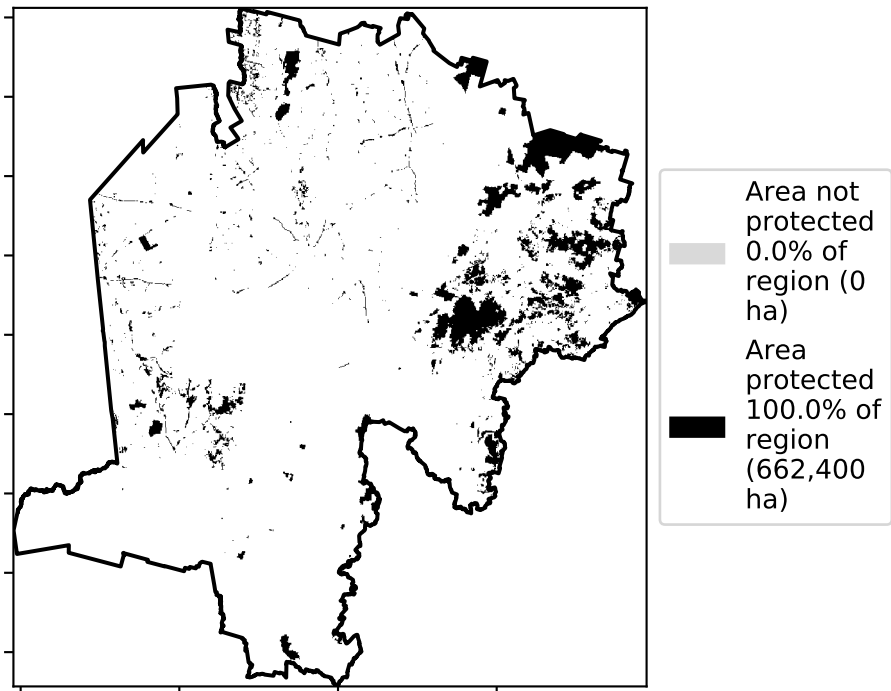 Area not
protected
0.0% of
region (0
ha)
Area
protected
100.0% of
region
(662,400
ha)